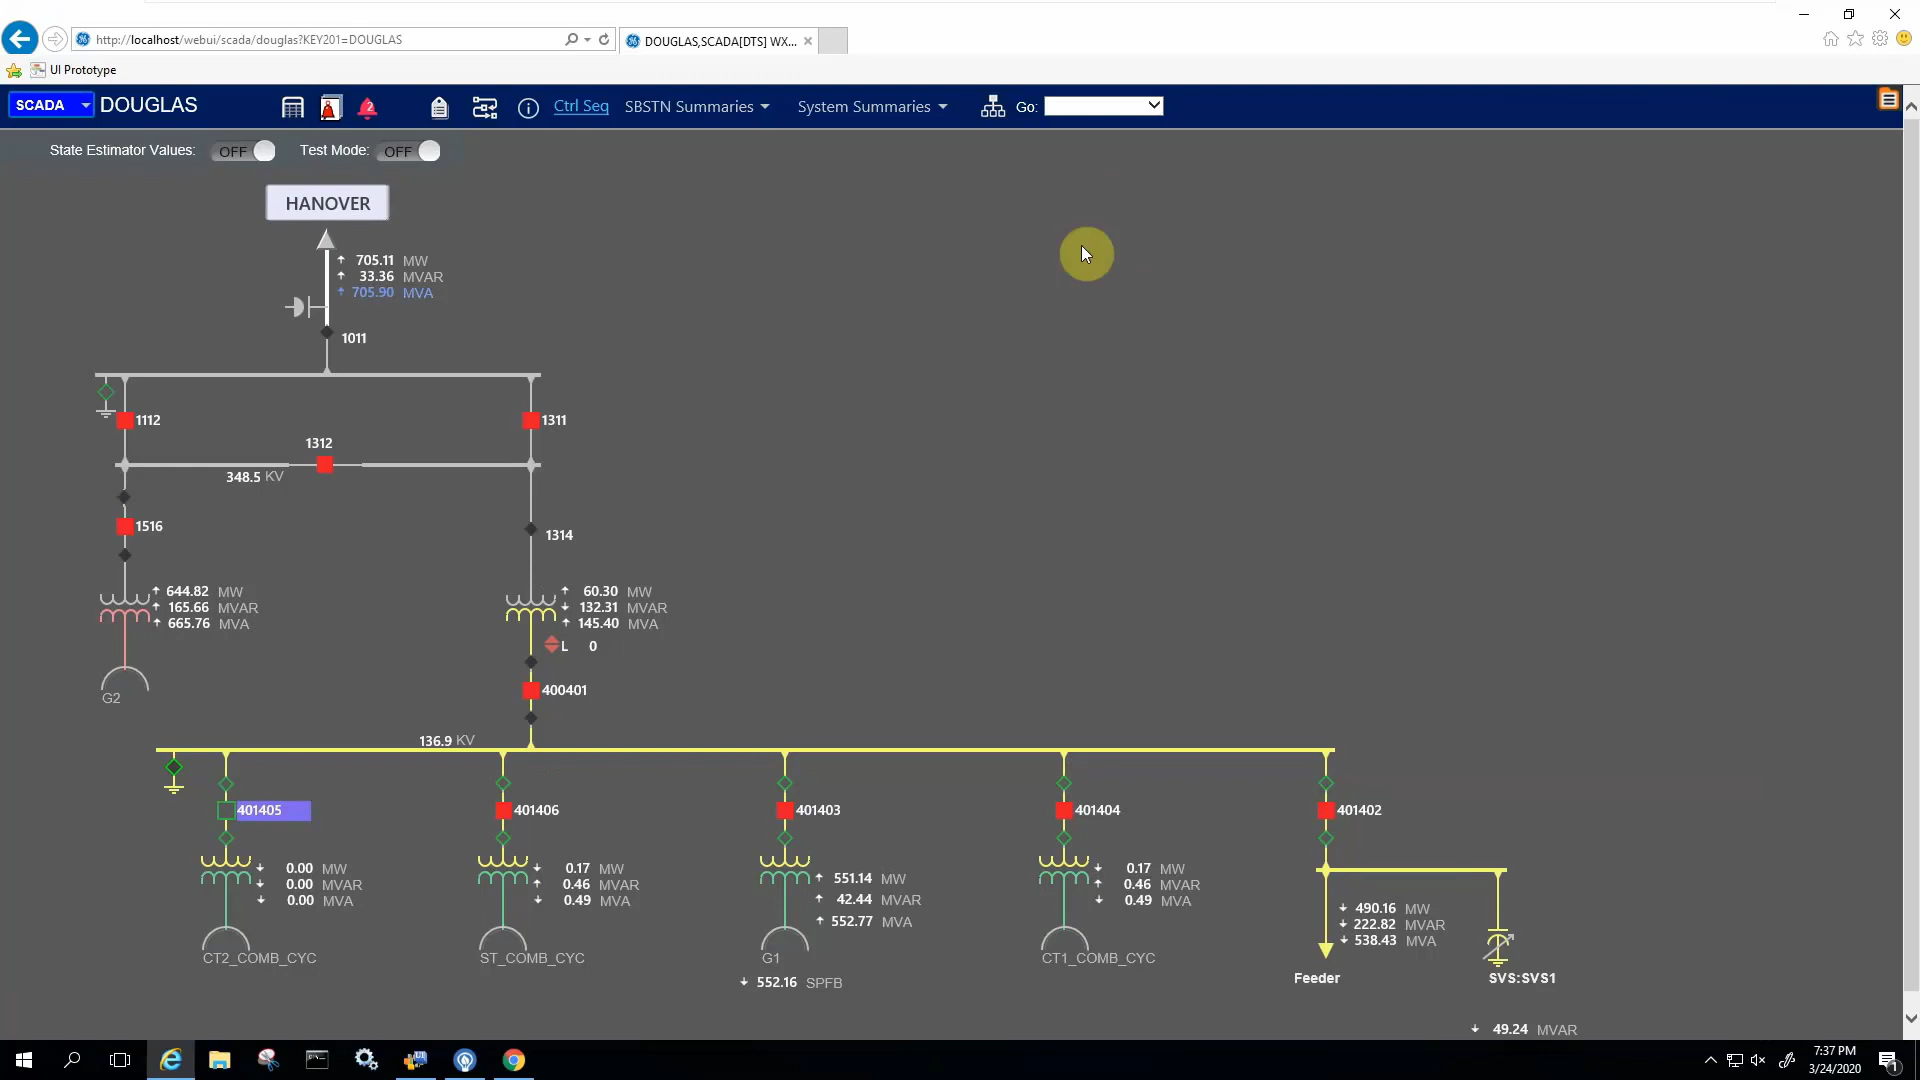 http://localhost/webui/scada/douglas?KEY201=DOUGLAS
DOUGLAS,SCADA[DTS] WX...
UI Prototype
SCADA DOUGLAS 2 Ctrl Seq SBSTN Summaries System Summaries Go:
State Estimator Values: OFF Test Mode: OFF
HANOVER
705.11 MW
33.36 MVAR
705.90 MVA
1011
1112
1311
1312
348.5 KV
1516
1314
644.82 MW
165.66 MVAR
665.76 MVA
60.30 MW
132.31 MVAR
145.40 MVA
L 0
G2
400401
136.9 KV
401405
401406
401403
401404
401402
0.00 MW
0.00 MVAR
0.00 MVA
CT2_COMB_CYC
0.17 MW
0.46 MVAR
0.49 MVA
ST_COMB_CYC
551.14 MW
42.44 MVAR
552.77 MVA
G1
552.16 SPFB
0.17 MW
0.46 MVAR
0.49 MVA
CT1_COMB_CYC
490.16 MW
222.82 MVAR
538.43 MVA
Feeder
SVS:SVS1
49.24 MVAR
7:37 PM
3/24/2020
1